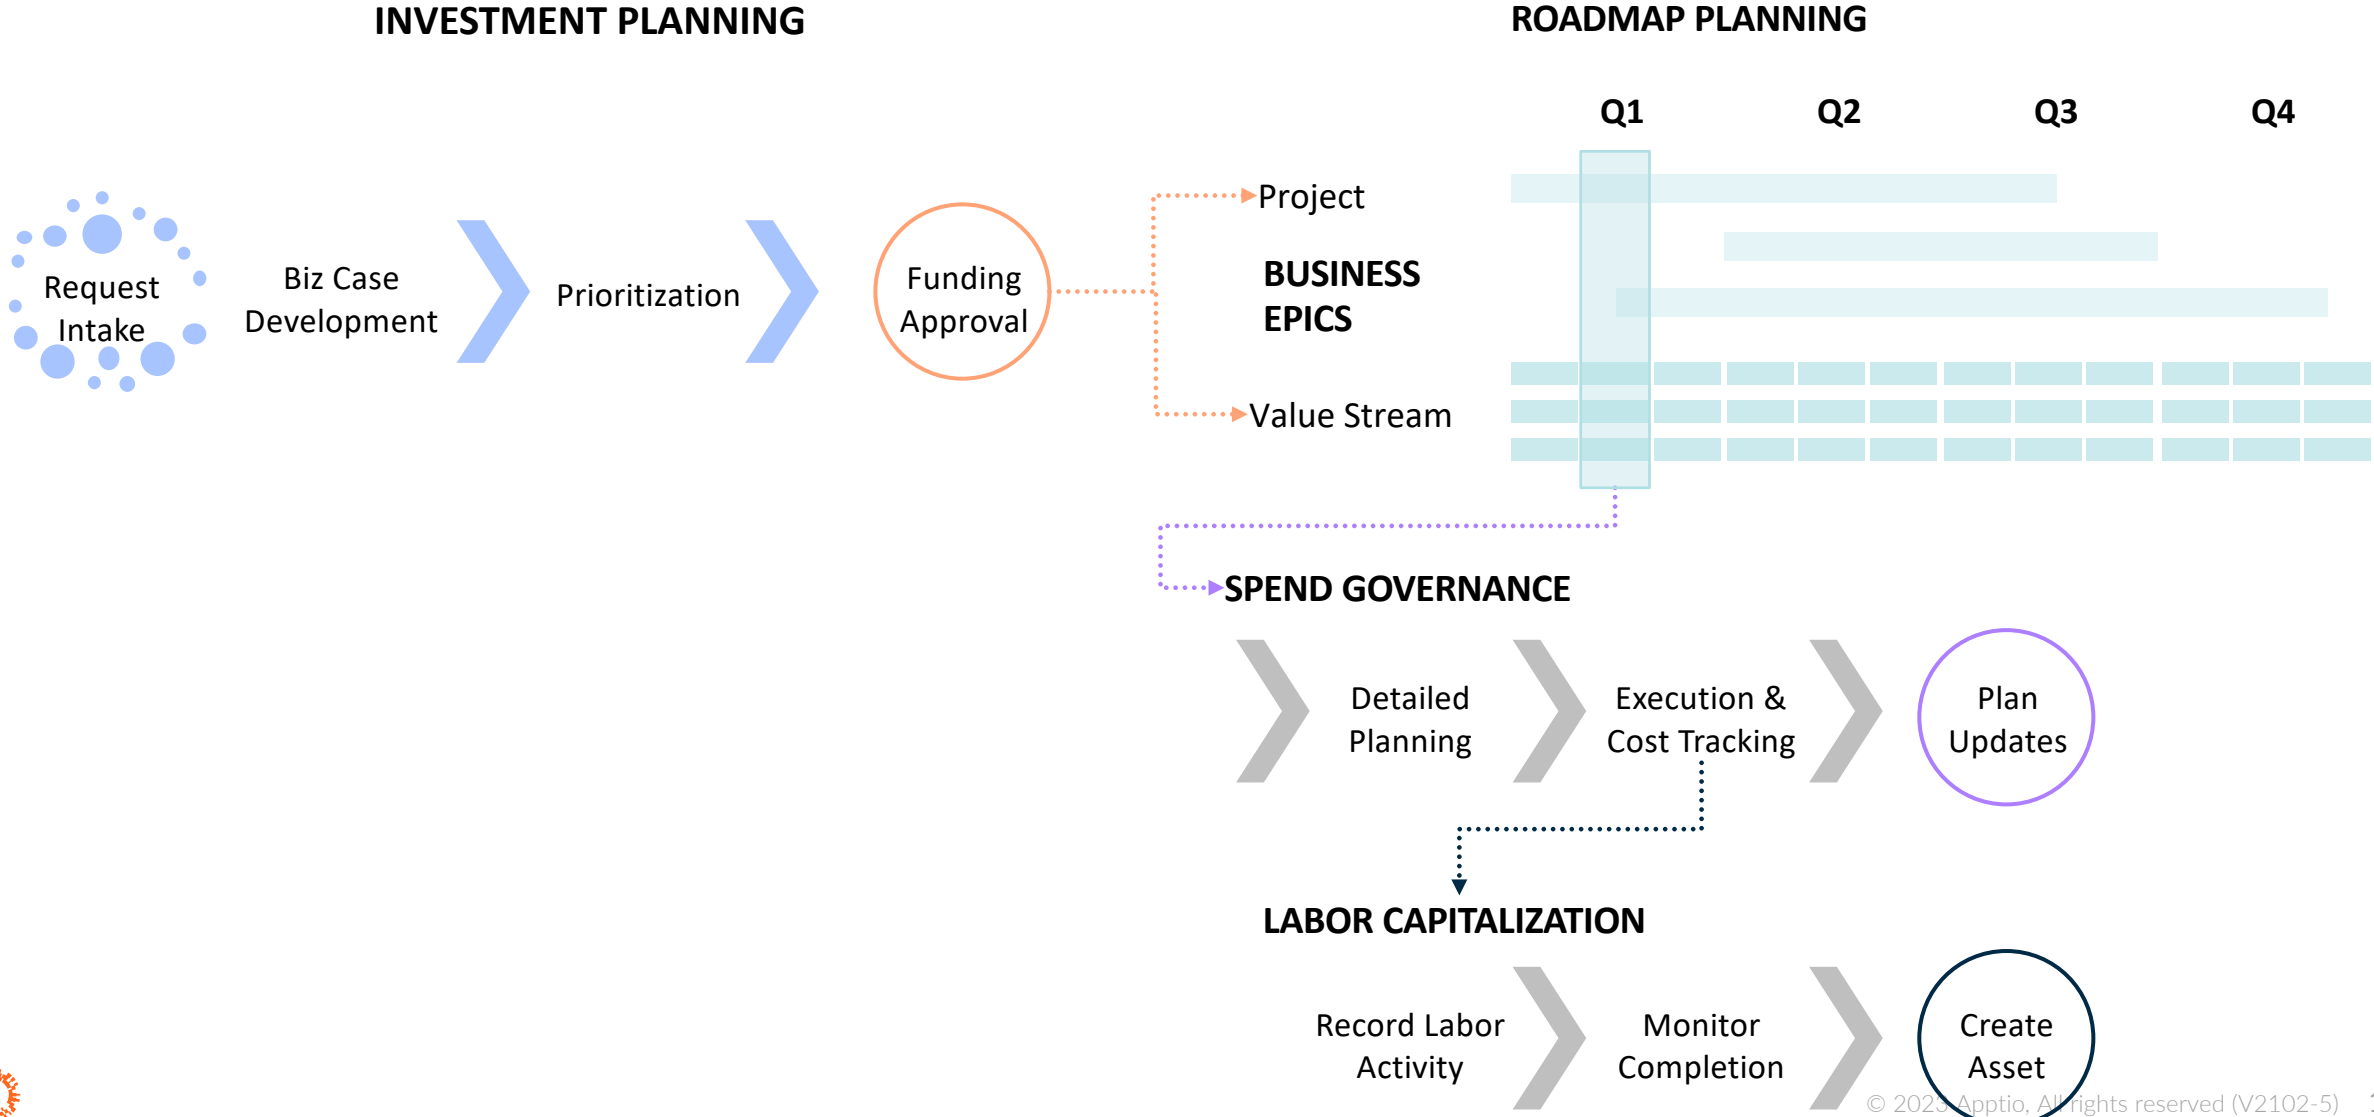 INVESTMENT PLANNING
ROADMAP PLANNING
Q1 Q2 Q3 Q4
Request
Intake
Biz Case
Development
Prioritization
Funding
Approval
Project
BUSINESS
EPICS
Value Stream
SPEND GOVERNANCE
Detailed
Planning
Execution &
Cost Tracking
Plan
Updates
LABOR CAPITALIZATION
Record Labor
Activity
Monitor
Completion
Create
Asset
© 2023 Apptio, All rights reserved (V2102-5)